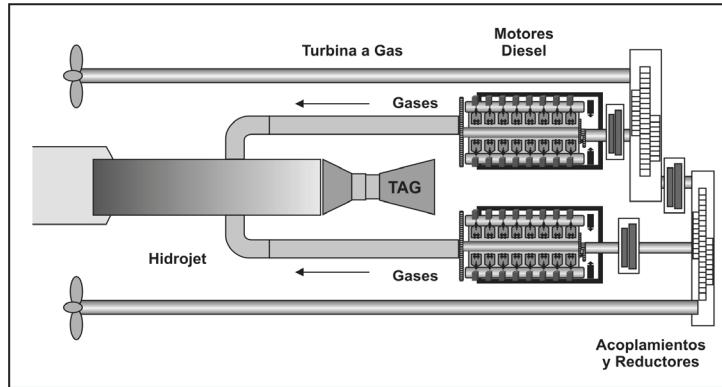 Motores
Diesel
Turbina a Gas
Gases
TAG
Hidrojet
Gases
Acoplamientos
y Reductores